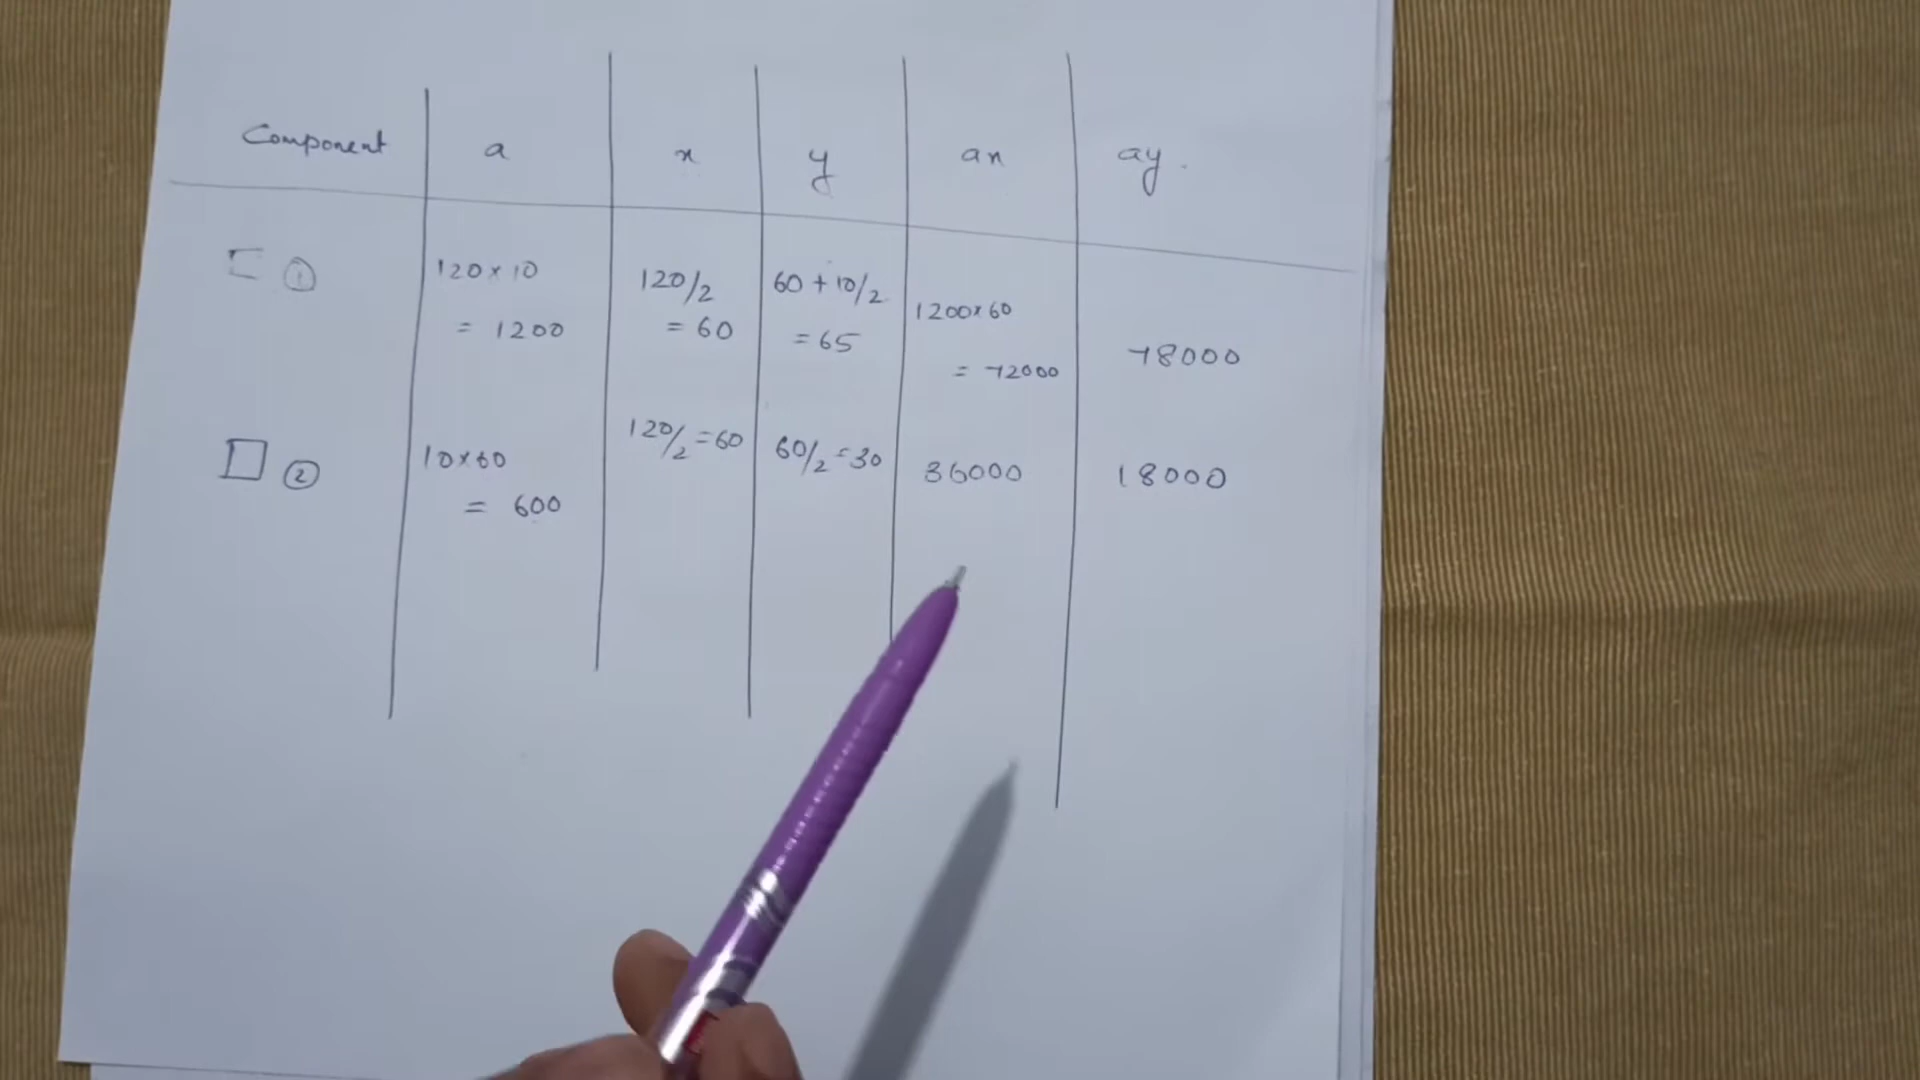 Component a x y ax ay.
① 120 x 10 120/2 60 + 10/2 1200 x 60
= 1200 = 60 = 65 = 72000 78000
② 10 x 60 120/2 = 60 60/2 = 30 36000 18000
= 600